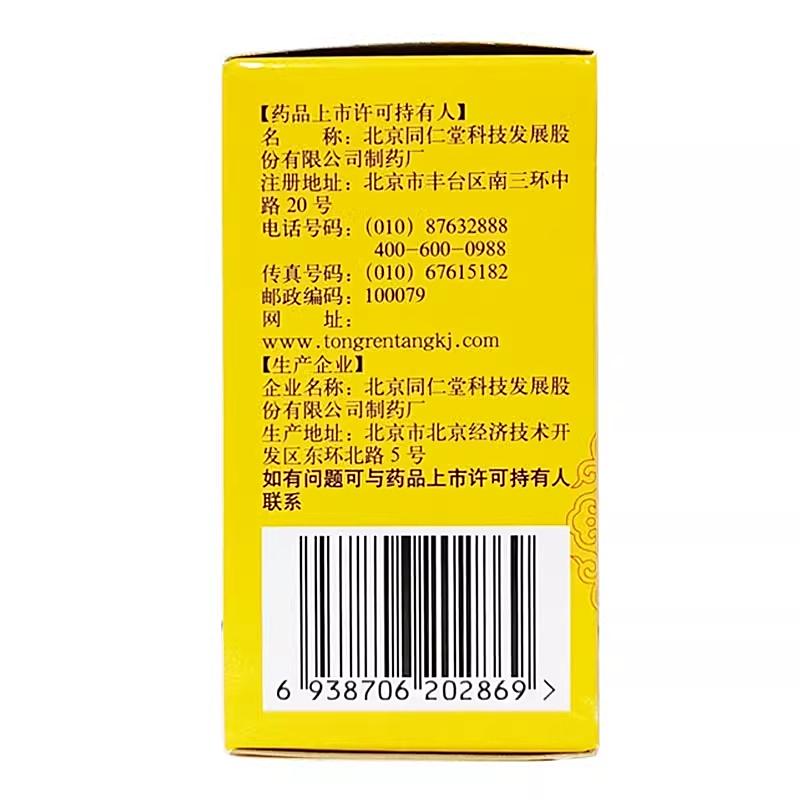 【药品上市许可持有人】
名　　称：北京同仁堂科技发展股
份有限公司制药厂
注册地址：北京市丰台区南三环中
路 20 号
电话号码：（010）87632888
400-600-0988
传真号码：（010）67615182
邮政编码：100079
网　　址：
www.tongrentangkj.com
【生产企业】
企业名称：北京同仁堂科技发展股
份有限公司制药厂
生产地址：北京市北京经济技术开
发区东环北路 5 号
如有问题可与药品上市许可持有人
联系
6 938706 202869 >